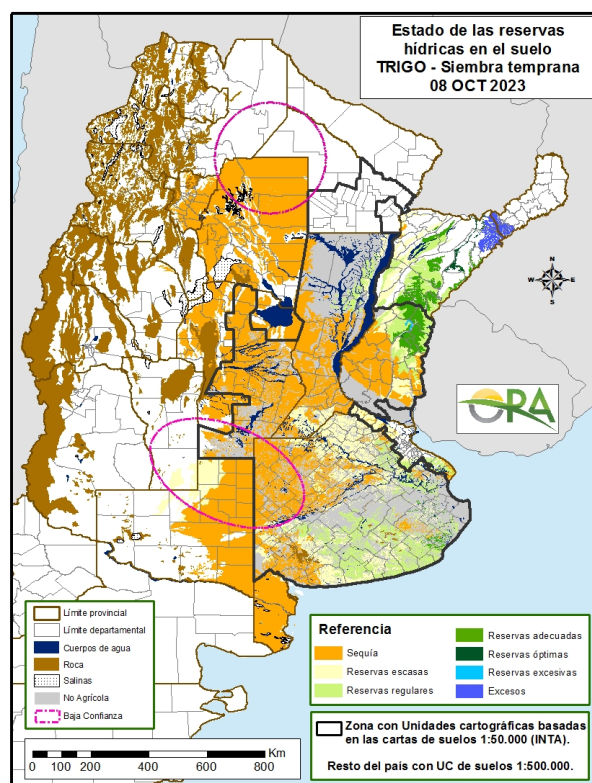 Estado de las reservas
hídricas en el suelo
TRIGO - Siembra temprana
08 OCT 2023
N
W E
S
ORA
Límite provincial
Límite departamental
Cuerpos de agua
Roca
Salinas
No Agrícola
Baja Confianza
Referencia
Sequía
Reservas escasas
Reservas regulares
Reservas adecuadas
Reservas óptimas
Reservas excesivas
Excesos
Zona con Unidades cartográficas basadas
en las cartas de suelos 1:50.000 (INTA).
Resto del país con UC de suelos 1:500.000.
Km
0 50 100 200 400 600 800